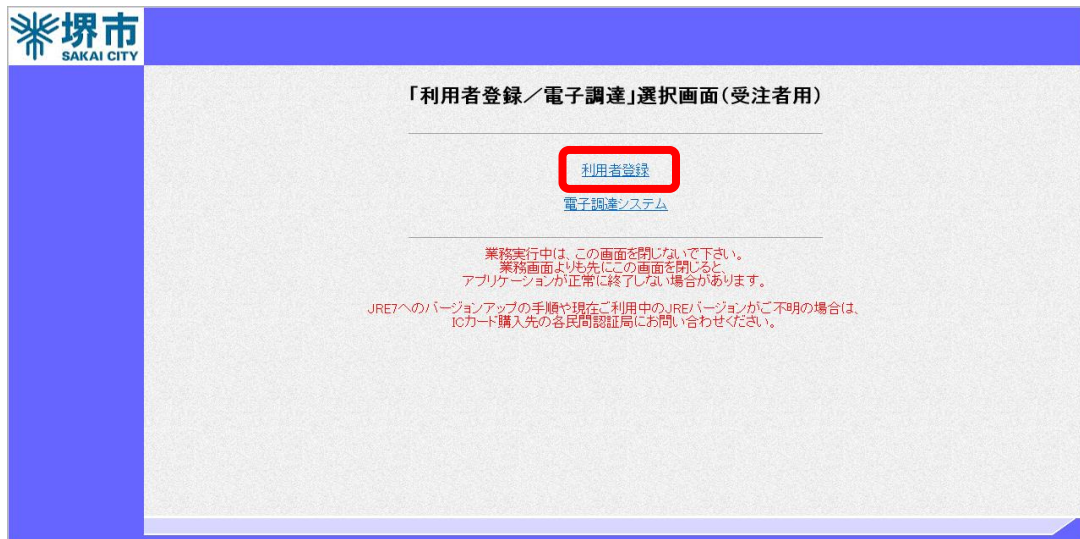 堺市
SAKAI CITY
「利用者登録／電子調達」選択画面(受注者用)
利用者登録
電子調達システム
業務実行中は、この画面を閉じないで下さい。
業務画面よりも先にこの画面を閉じると、
アプリケーションが正常に終了しない場合があります。
JRE7へのバージョンアップの手順や現在ご利用中のJREバージョンがご不明の場合は、
ICカード購入先の各民間認証局にお問い合わせください。